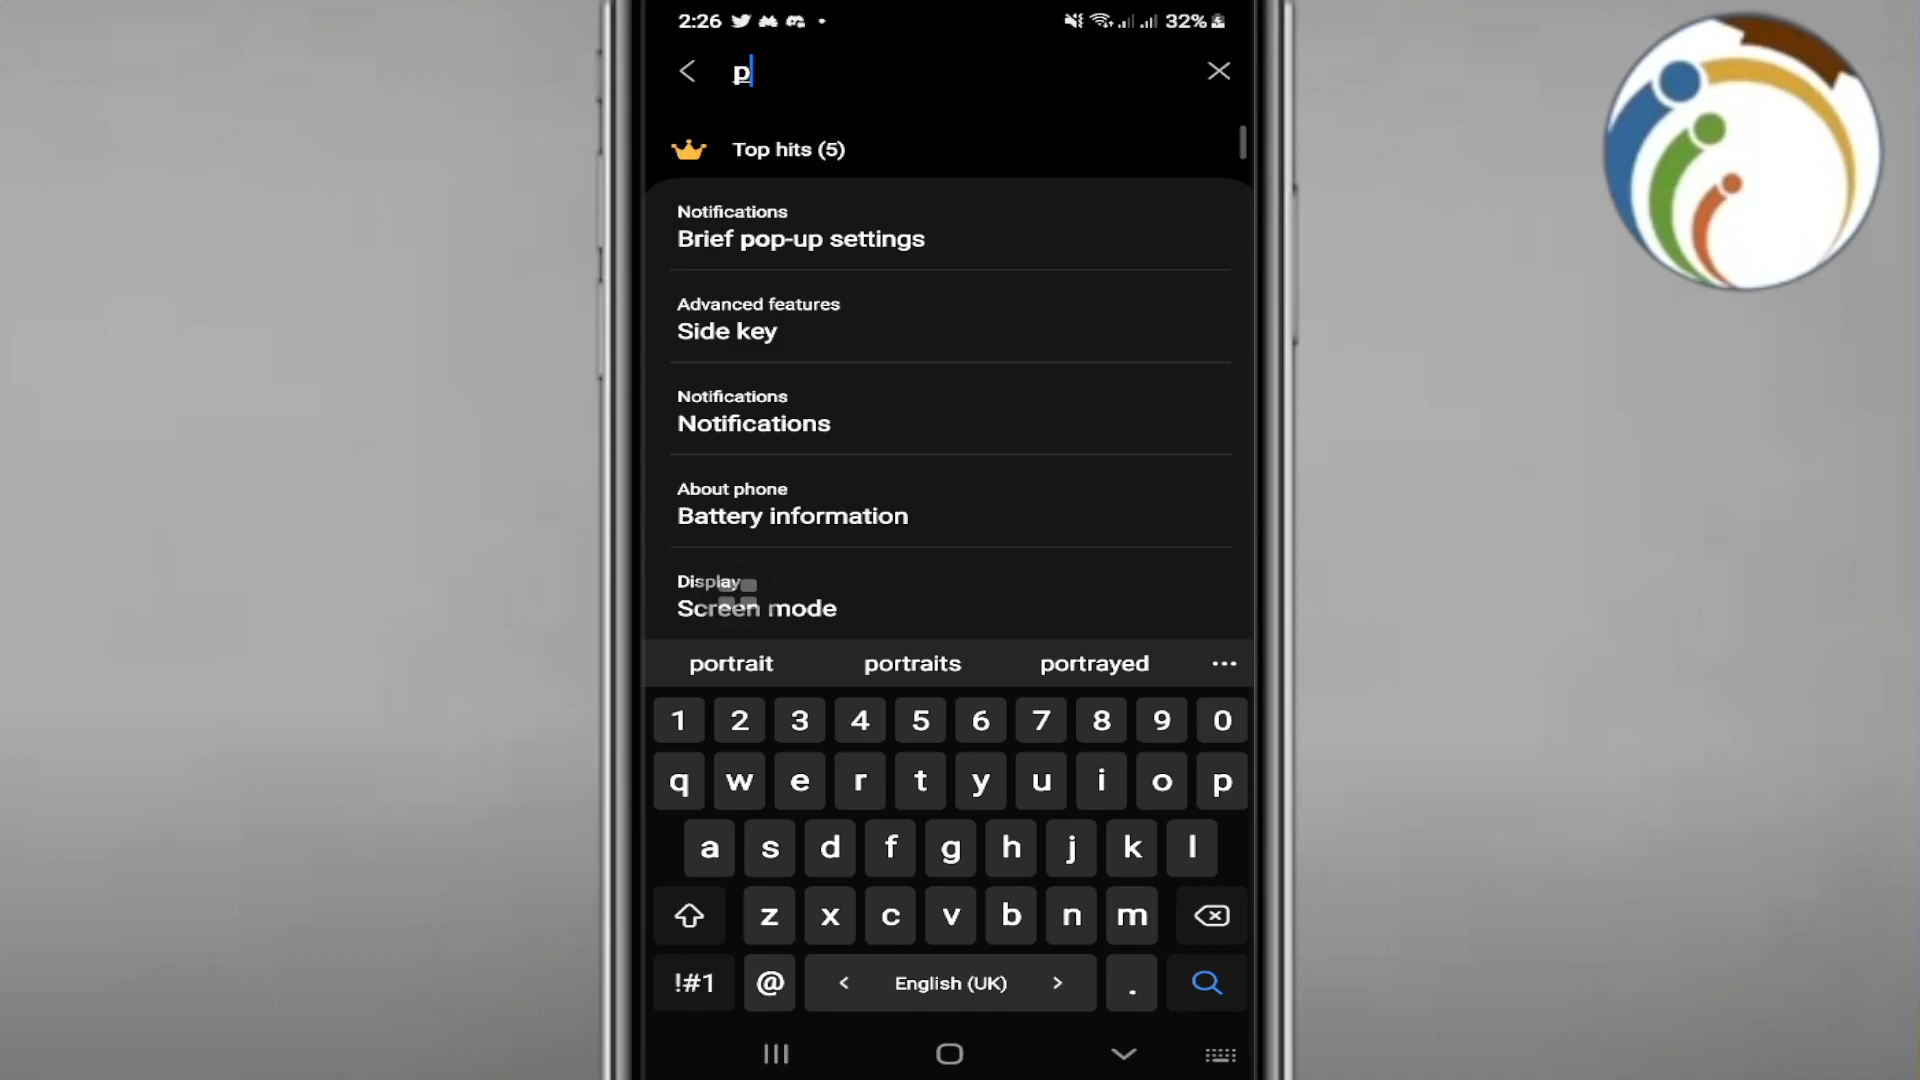 2:26 32%
p
Top hits (5)
Notifications
Brief pop-up settings
Advanced features
Side key
Notifications
Notifications
About phone
Battery information
Display
Screen mode
portrait portraits portrayed ...
1 2 3 4 5 6 7 8 9 0
q w e r t y u i o p
a s d f g h j k l
z x c v b n m
!#1 @ < English (UK) > .